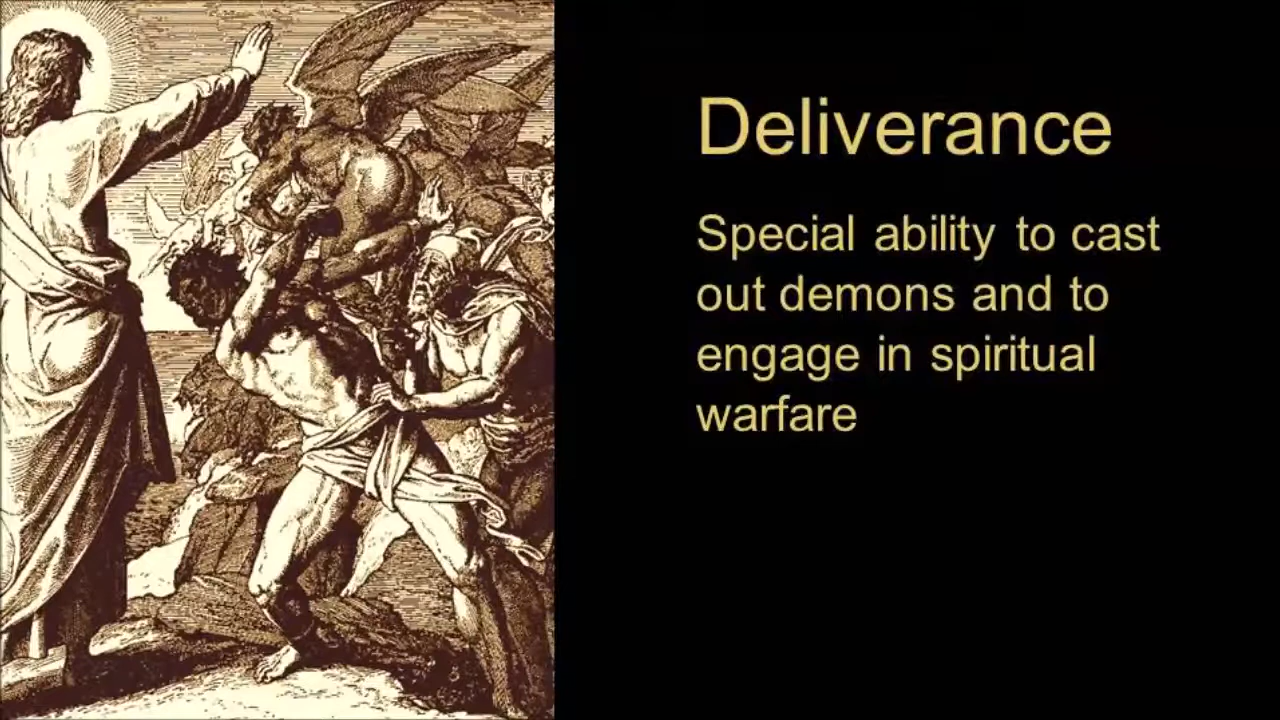 Deliverance
Special ability to cast
out demons and to
engage in spiritual
warfare